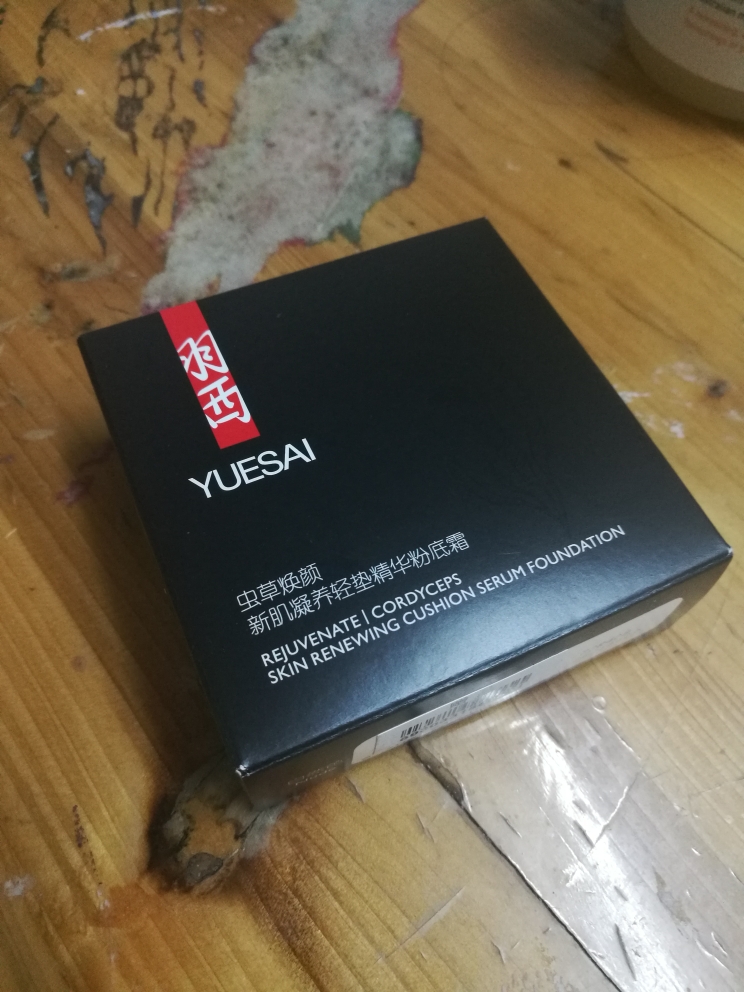 羽西
YUESAI
虫草焕颜
新肌凝养轻垫精华粉底霜
REJUVENATE | CORDYCEPS
SKIN RENEWING CUSHION SERUM FOUNDATION